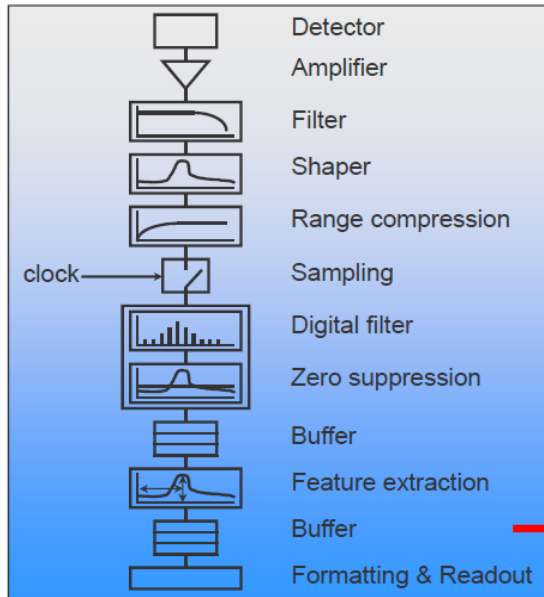 Detector
Amplifier
Filter
Shaper
Range compression
clock
Sampling
Digital filter
Zero suppression
Buffer
Feature extraction
Buffer
Formatting & Readout